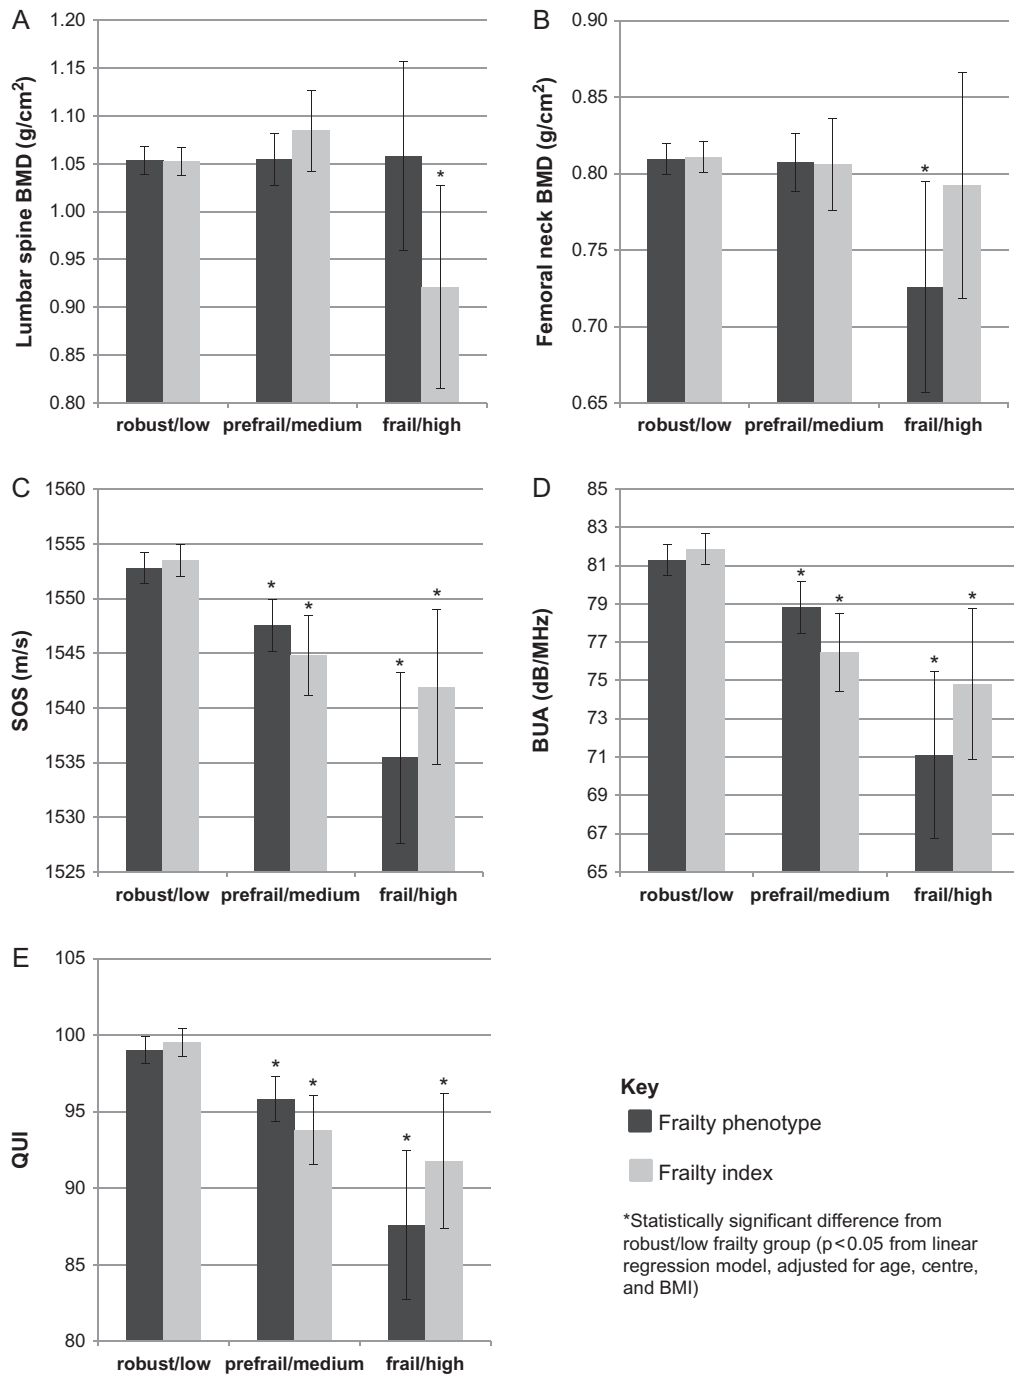 A
Lumbar spine BMD (g/cm²)
1.20
1.15
1.10
1.05
1.00
0.95
0.90
0.85
0.80
*
robust/low prefrail/medium frail/high
B
Femoral neck BMD (g/cm²)
0.90
0.85
0.80
0.75
0.70
0.65
*
robust/low prefrail/medium frail/high
C
SOS (m/s)
1560
1555
1550
1545
1540
1535
1530
1525
* * * *
robust/low prefrail/medium frail/high
D
BUA (dB/MHz)
85
83
81
79
77
75
73
71
69
67
65
* * * *
robust/low prefrail/medium frail/high
E
QUI
105
100
95
90
85
80
* * * *
robust/low prefrail/medium frail/high
Key
Frailty phenotype
Frailty index
*Statistically significant difference from
robust/low frailty group (p<0.05 from linear
regression model, adjusted for age, centre,
and BMI)